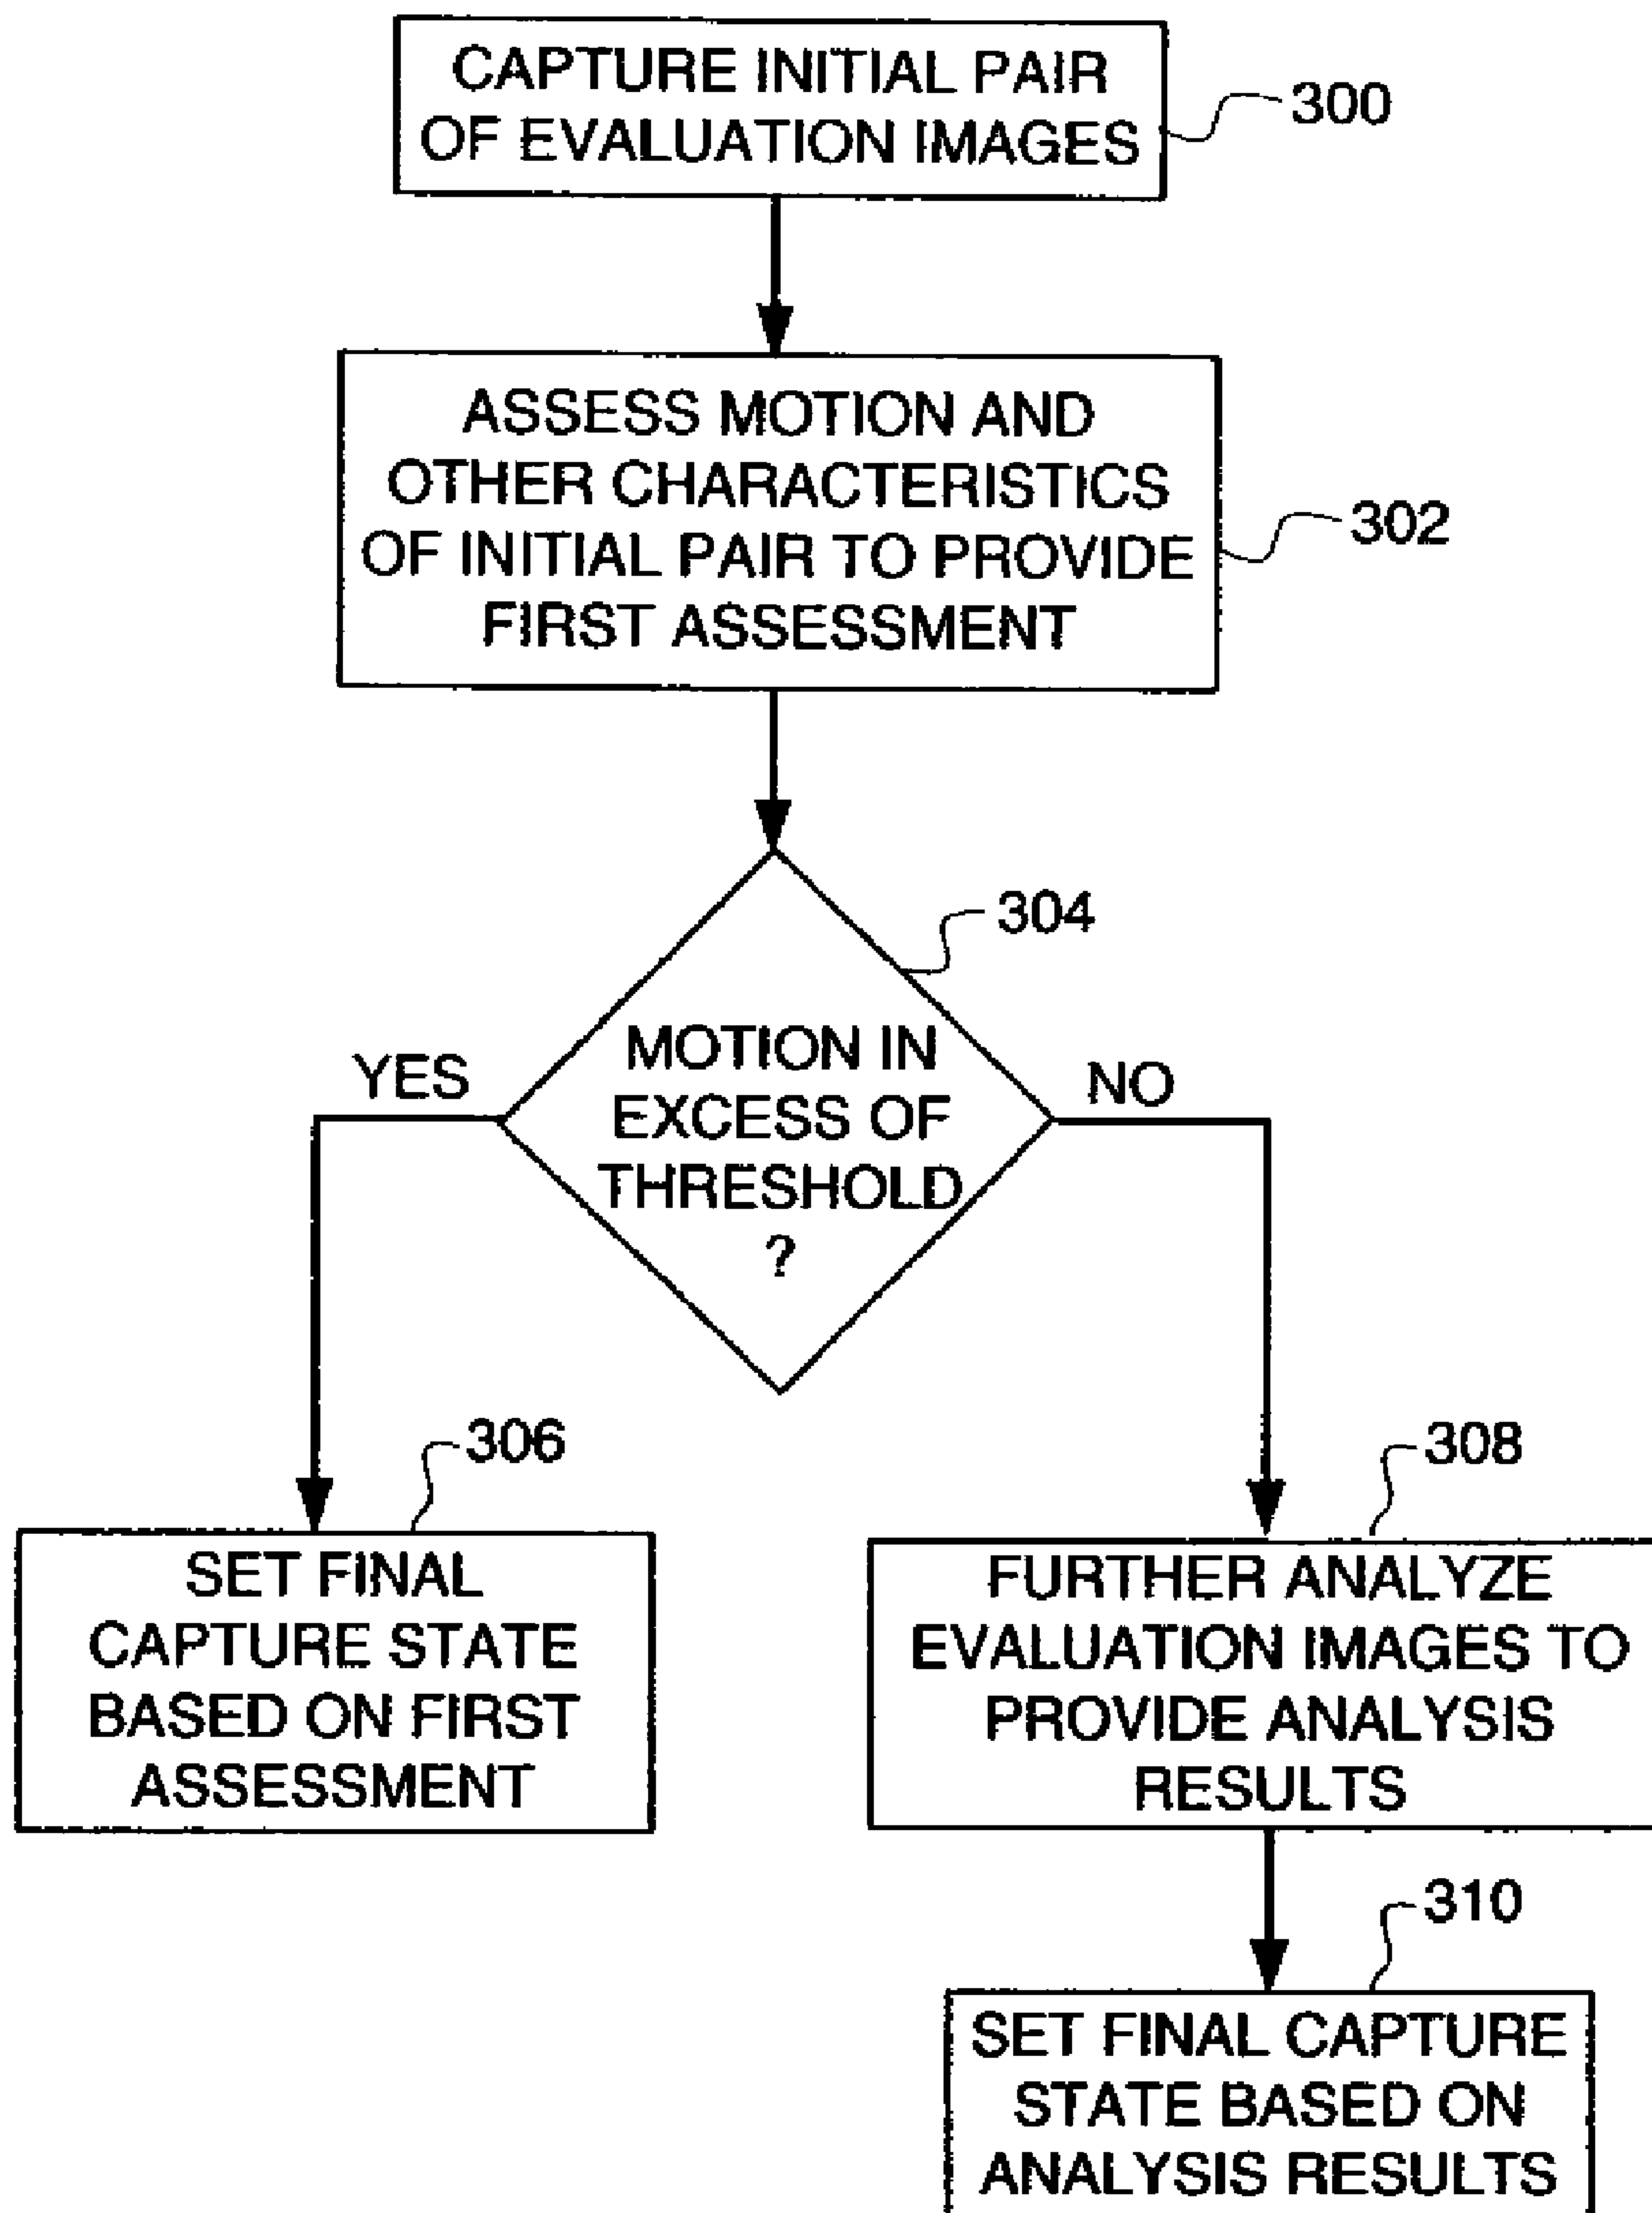 CAPTURE INITIAL PAIR
OF EVALUATION IMAGES
300
ASSESS MOTION AND
OTHER CHARACTERISTICS
OF INITIAL PAIR TO PROVIDE
FIRST ASSESSMENT
302
304
MOTION IN
EXCESS OF
THRESHOLD
?
YES
NO
306
SET FINAL
CAPTURE STATE
BASED ON FIRST
ASSESSMENT
308
FURTHER ANALYZE
EVALUATION IMAGES TO
PROVIDE ANALYSIS
RESULTS
310
SET FINAL CAPTURE
STATE BASED ON
ANALYSIS RESULTS